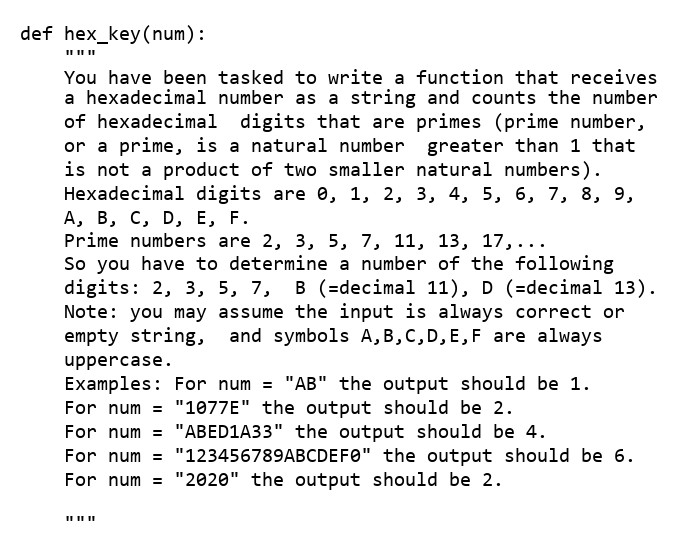 def hex_key(num):
"""
You have been tasked to write a function that receives
a hexadecimal number as a string and counts the number
of hexadecimal  digits that are primes (prime number,
or a prime, is a natural number  greater than 1 that
is not a product of two smaller natural numbers).
Hexadecimal digits are 0, 1, 2, 3, 4, 5, 6, 7, 8, 9,
A, B, C, D, E, F.
Prime numbers are 2, 3, 5, 7, 11, 13, 17,...
So you have to determine a number of the following
digits: 2, 3, 5, 7,  B (=decimal 11), D (=decimal 13).
Note: you may assume the input is always correct or
empty string,  and symbols A,B,C,D,E,F are always
uppercase.
Examples: For num = "AB" the output should be 1.
For num = "1077E" the output should be 2.
For num = "ABED1A33" the output should be 4.
For num = "123456789ABCDEF0" the output should be 6.
For num = "2020" the output should be 2.
"""